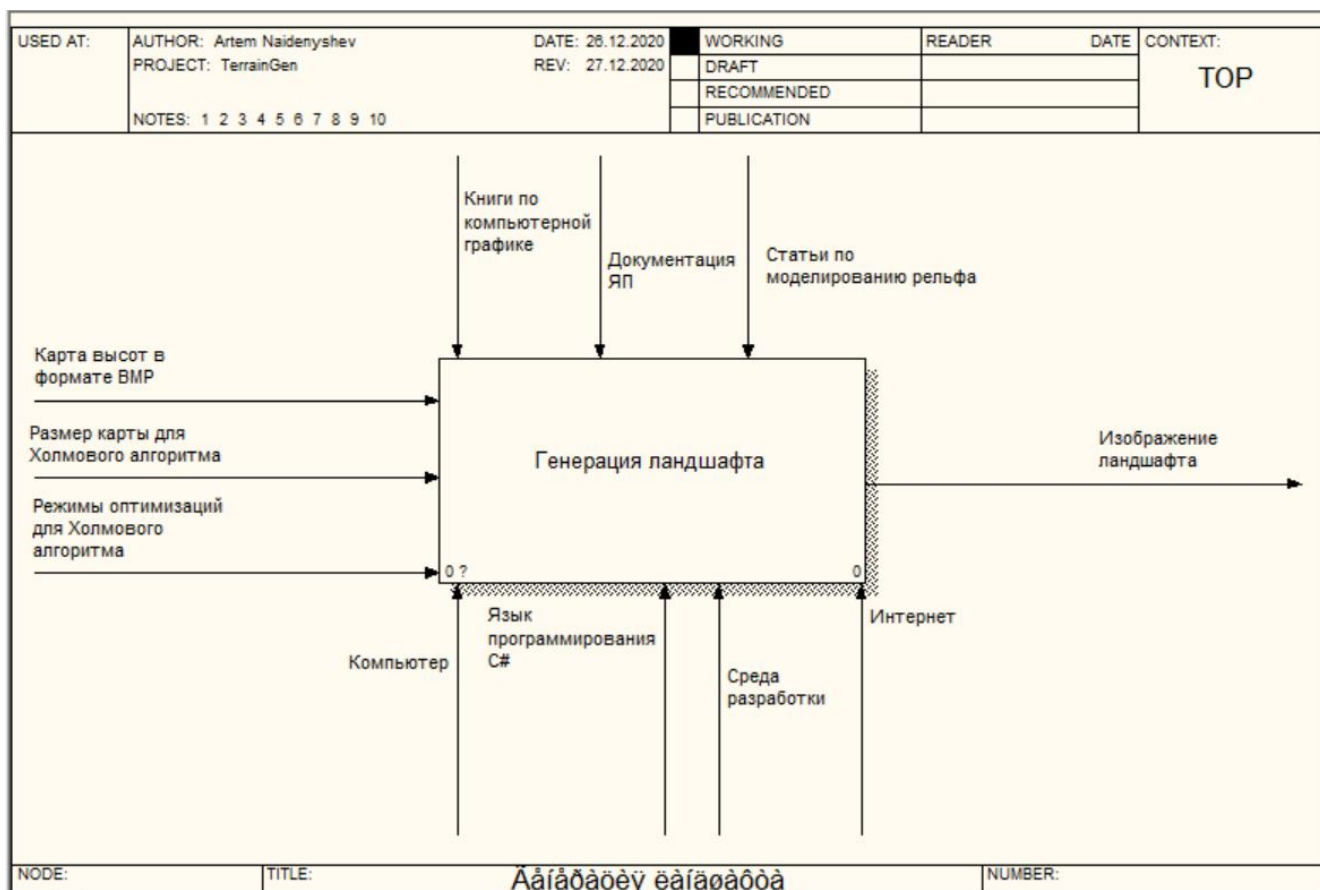 USED AT:
AUTHOR: Artem Naidenyshev
DATE: 26.12.2020
WORKING
READER
DATE
CONTEXT:
PROJECT: TerrainGen
REV: 27.12.2020
DRAFT
TOP
RECOMMENDED
NOTES: 1 2 3 4 5 6 7 8 9 10
PUBLICATION
Книги по
компьютерной
графике
Документация
ЯП
Статьи по
моделированию рельфа
Карта высот в
формате BMP
Размер карты для
Холмового алгоритма
Режимы оптимизаций
для Холмового
алгоритма
Генерация ландшафта
0 ?
0
Изображение
ландшафта
Компьютер
Язык
программирования
C#
Среда
разработки
Интернет
NODE:
TITLE:
Ãåíåðàöèÿ ëàíäøàôòà
NUMBER: